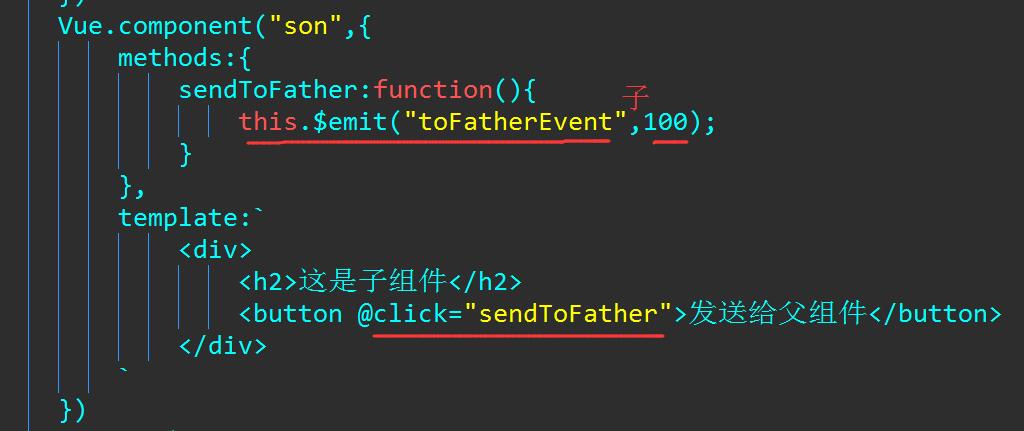 })
Vue.component("son",{
methods:{
sendToFather:function(){
子
this.$emit("toFatherEvent",100);
}
},
template:`
<div>
<h2>这是子组件</h2>
<button @click="sendToFather">发送给父组件</button>
</div>
`
})